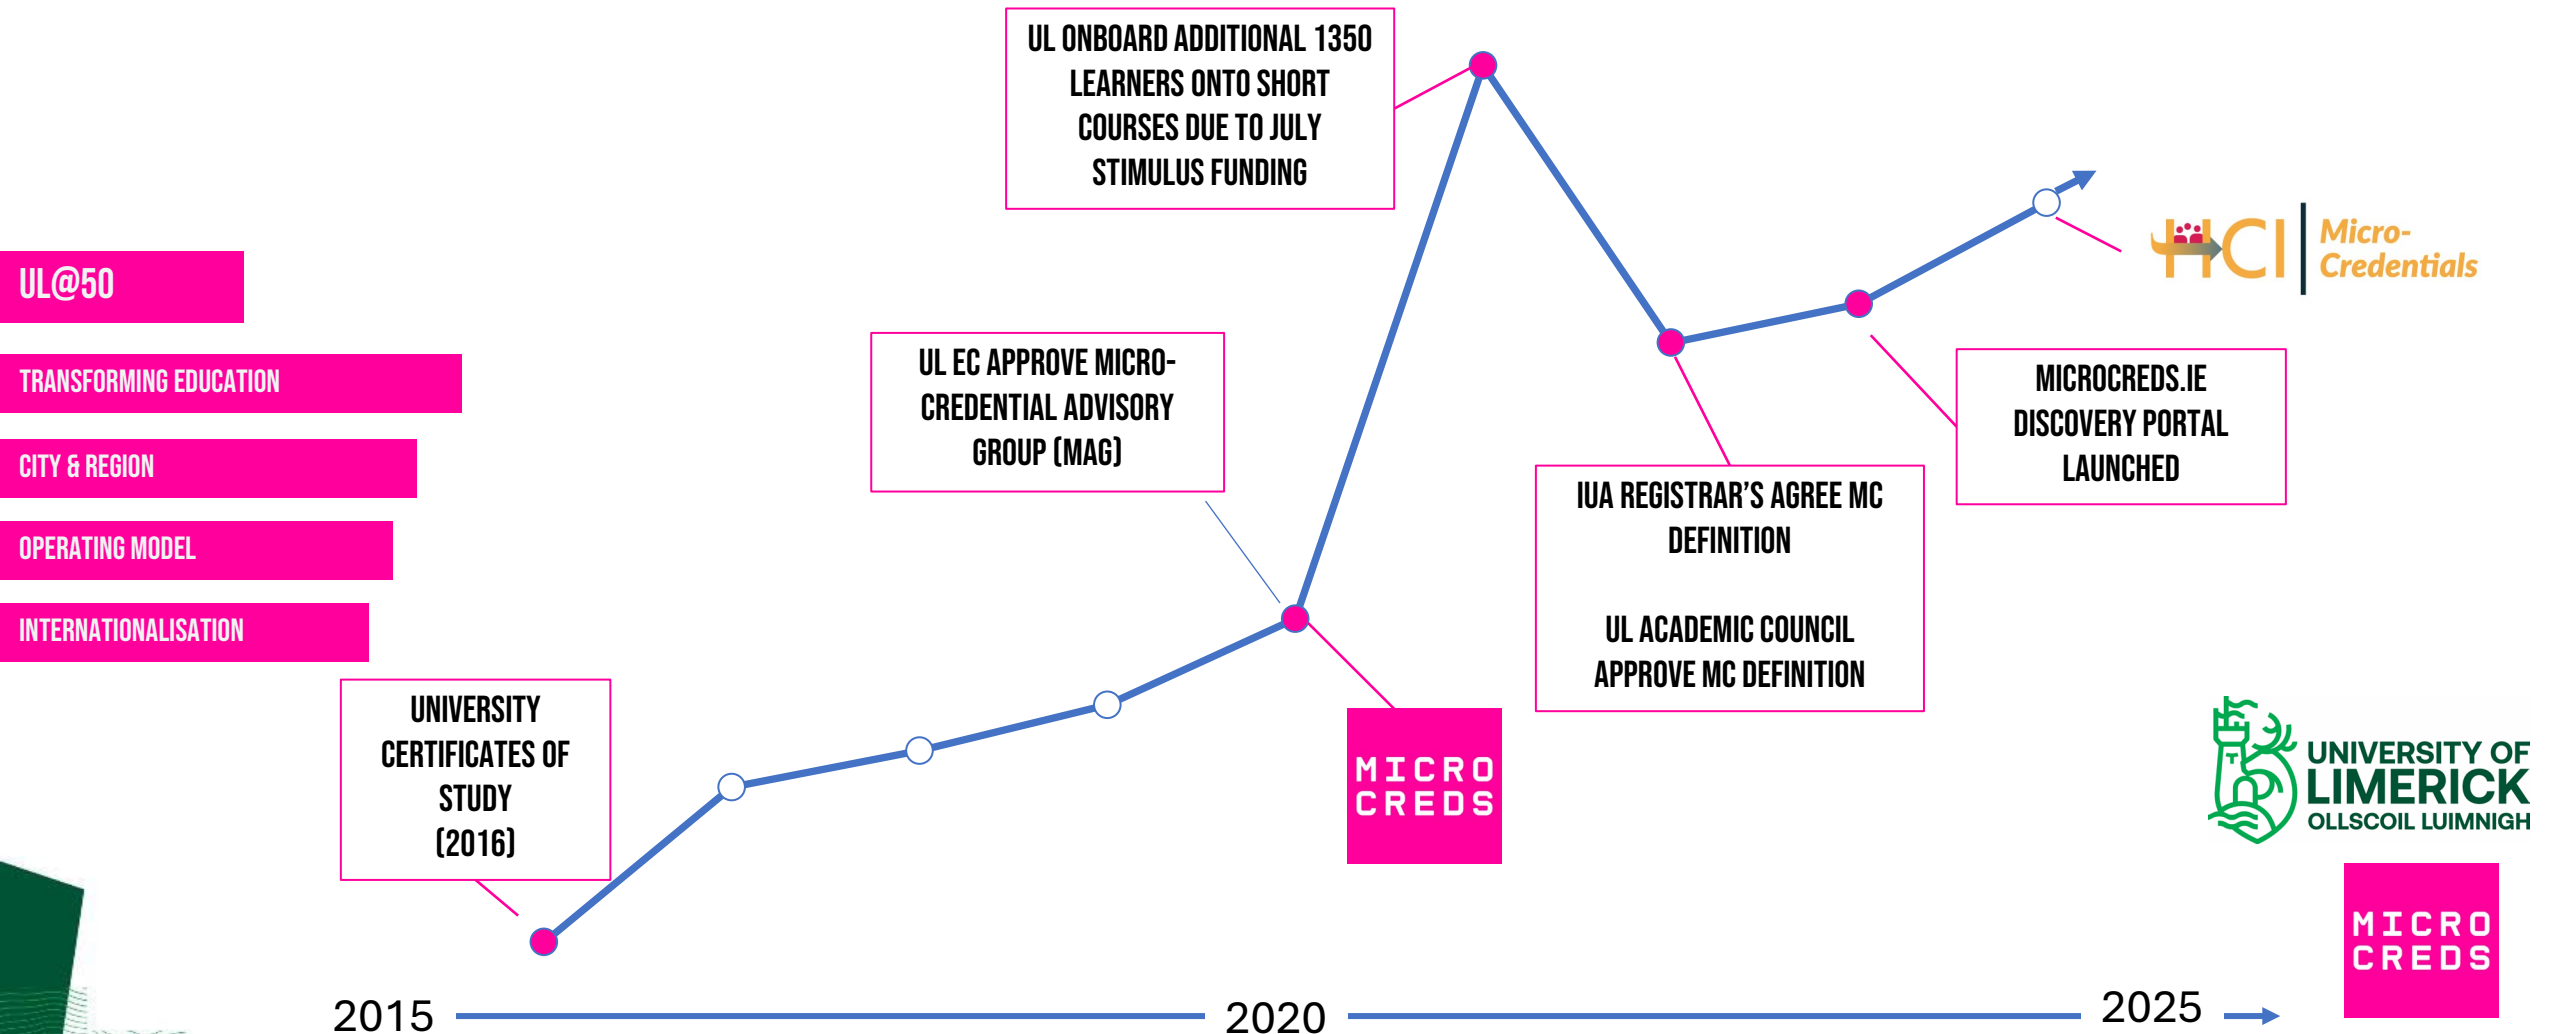 UL@50
TRANSFORMING EDUCATION
CITY & REGION
OPERATING MODEL
INTERNATIONALISATION
UNIVERSITY
CERTIFICATES OF
STUDY
(2016)
UL EC APPROVE MICRO-
CREDENTIAL ADVISORY
GROUP (MAG)
UL ONBOARD ADDITIONAL 1350
LEARNERS ONTO SHORT
COURSES DUE TO JULY
STIMULUS FUNDING
MICRO
CREDS
IUA REGISTRAR’S AGREE MC
DEFINITION
UL ACADEMIC COUNCIL
APPROVE MC DEFINITION
MICROCREDS.IE
DISCOVERY PORTAL
LAUNCHED
HCI
Micro-
Credentials
UNIVERSITY OF
LIMERICK
OLLSCOIL LUIMNIGH
MICRO
CREDS
2015
2020
2025